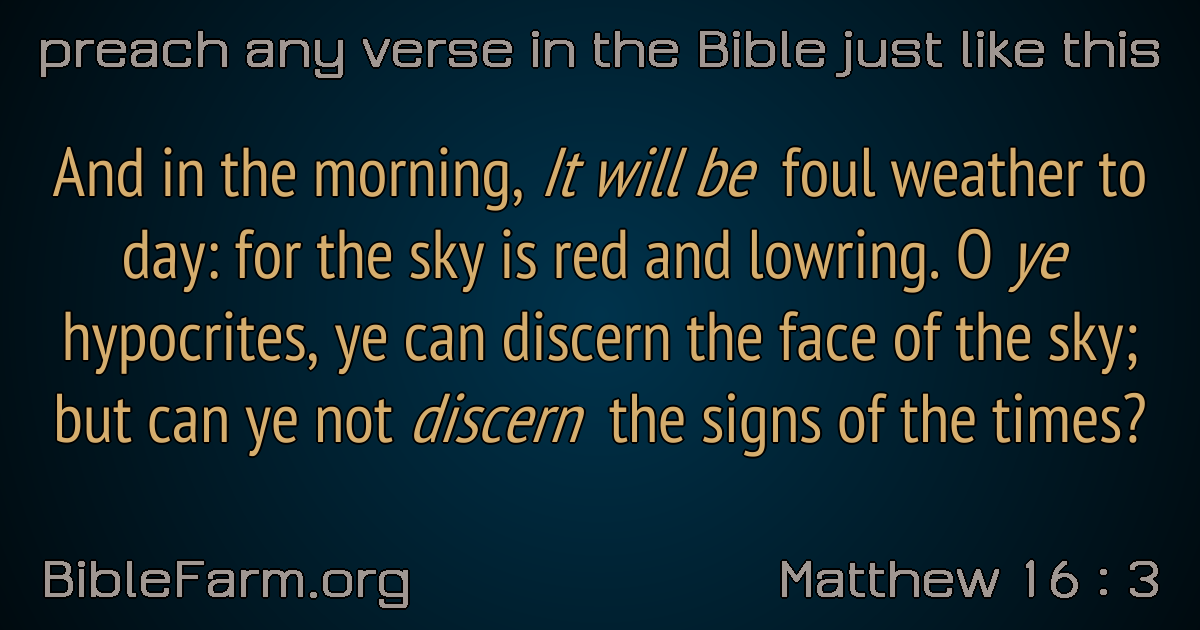 preach any verse in the Bible just like this
And in the morning, It will be foul weather to
day: for the sky is red and lowring. O ye
hypocrites, ye can discern the face of the sky;
but can ye not discern the signs of the times?
BibleFarm.org
Matthew 16 : 3